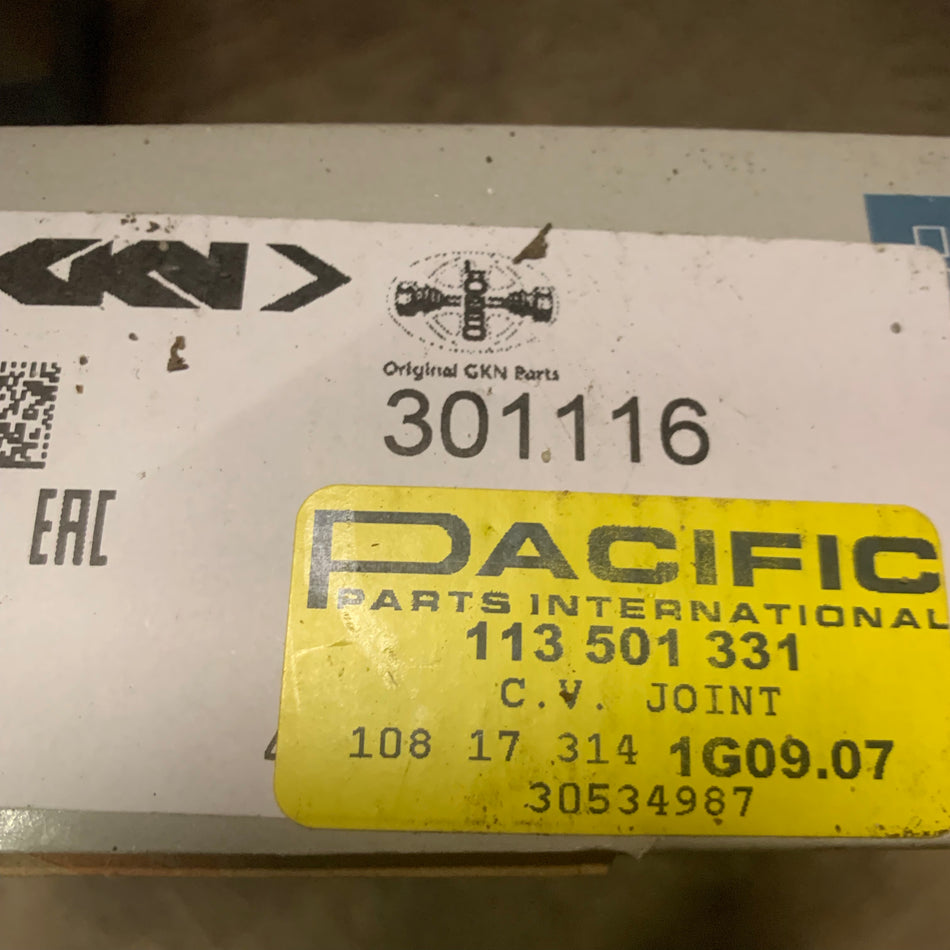 GKN
Original GKN Parts
301116
EAC
PACIFIC
PARTS INTERNATIONAL
113 501 331
C.V. JOINT
108 17 314 1G09.07
30534987